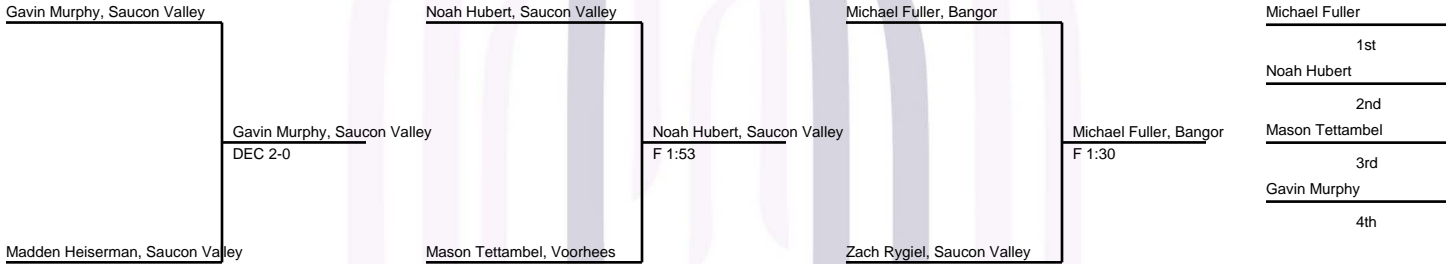 Gavin Murphy, Saucon Valley
Noah Hubert, Saucon Valley
Michael Fuller, Bangor
Michael Fuller
1st
Noah Hubert
2nd
Gavin Murphy, Saucon Valley
Noah Hubert, Saucon Valley
Michael Fuller, Bangor
Mason Tettambel
DEC 2-0
F 1:53
F 1:30
3rd
Gavin Murphy
4th
Madden Heiserman, Saucon Valley
Mason Tettambel, Voorhees
Zach Rygiel, Saucon Valley